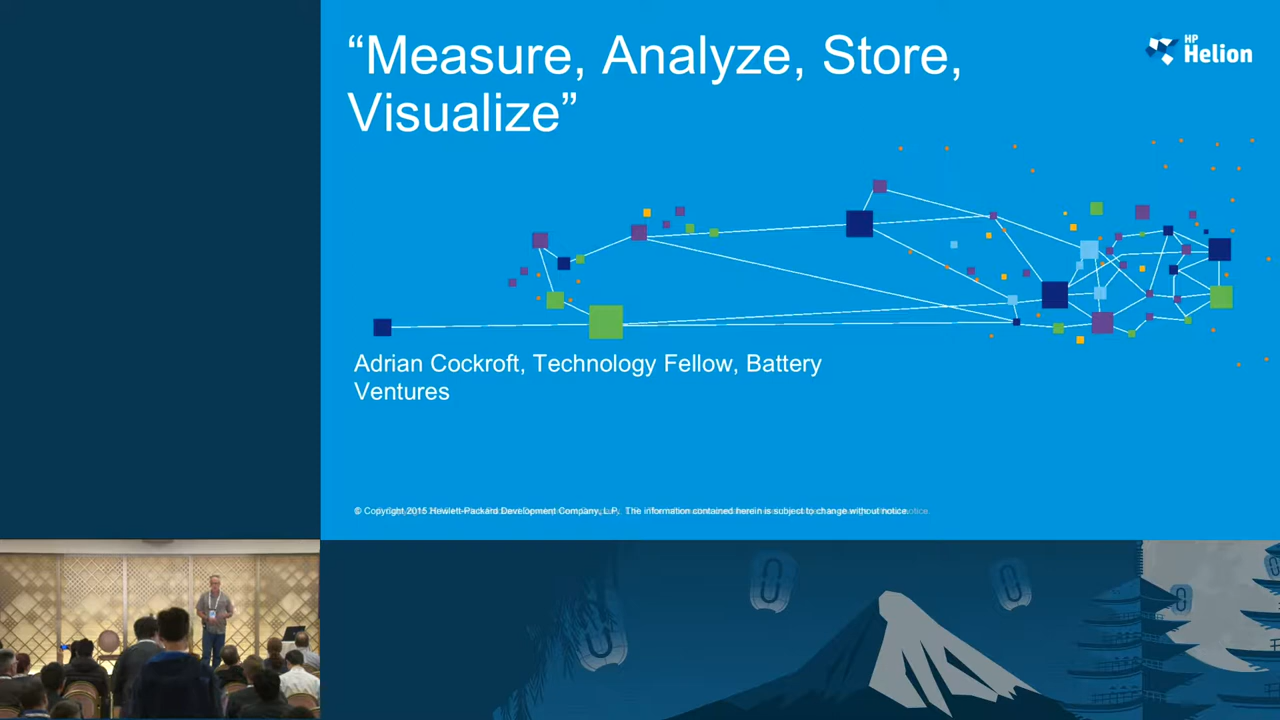 “Measure, Analyze, Store,
Visualize”
HP
Helion
Adrian Cockroft, Technology Fellow, Battery
Ventures
© Copyright 2015 Hewlett-Packard Development Company, L.P. The information contained herein is subject to change without notice.